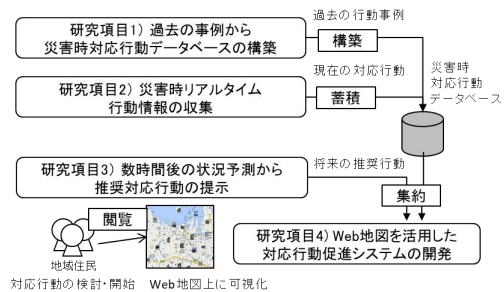 研究項目1) 過去の事例から
災害時対応行動データベースの構築
過去の行動事例
構築
研究項目2) 災害時リアルタイム
行動情報の収集
現在の対応行動
蓄積
災害時
対応行動
データベース
研究項目3) 数時間後の状況予測から
推奨対応行動の提示
将来の推奨行動
集約
閲覧
地域住民
研究項目4) Web地図を活用した
対応行動促進システムの開発
対応行動の検討・開始
Web地図上に可視化